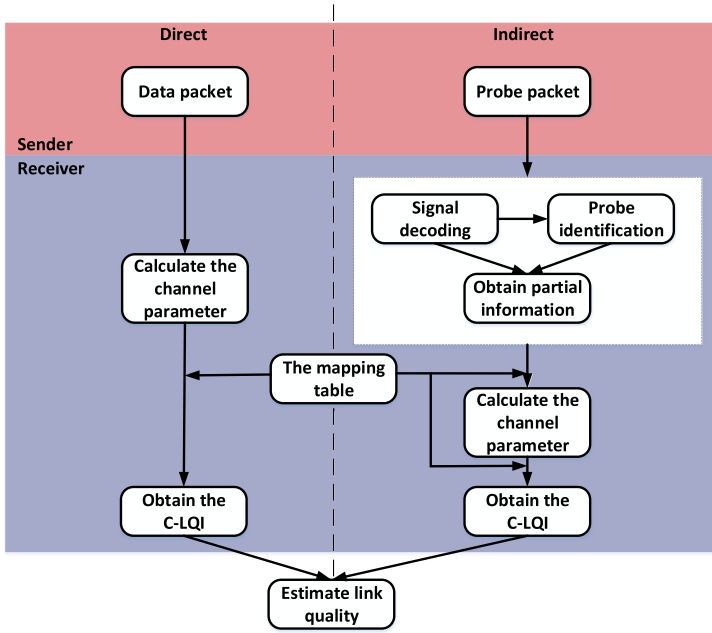 Direct
Indirect
Data packet
Probe packet
Sender
Receiver
Signal
decoding
Probe
identification
Calculate the
channel
parameter
Obtain partial
information
The mapping
table
Calculate the
channel
parameter
Obtain the
C-LQI
Obtain the
C-LQI
Estimate link
quality